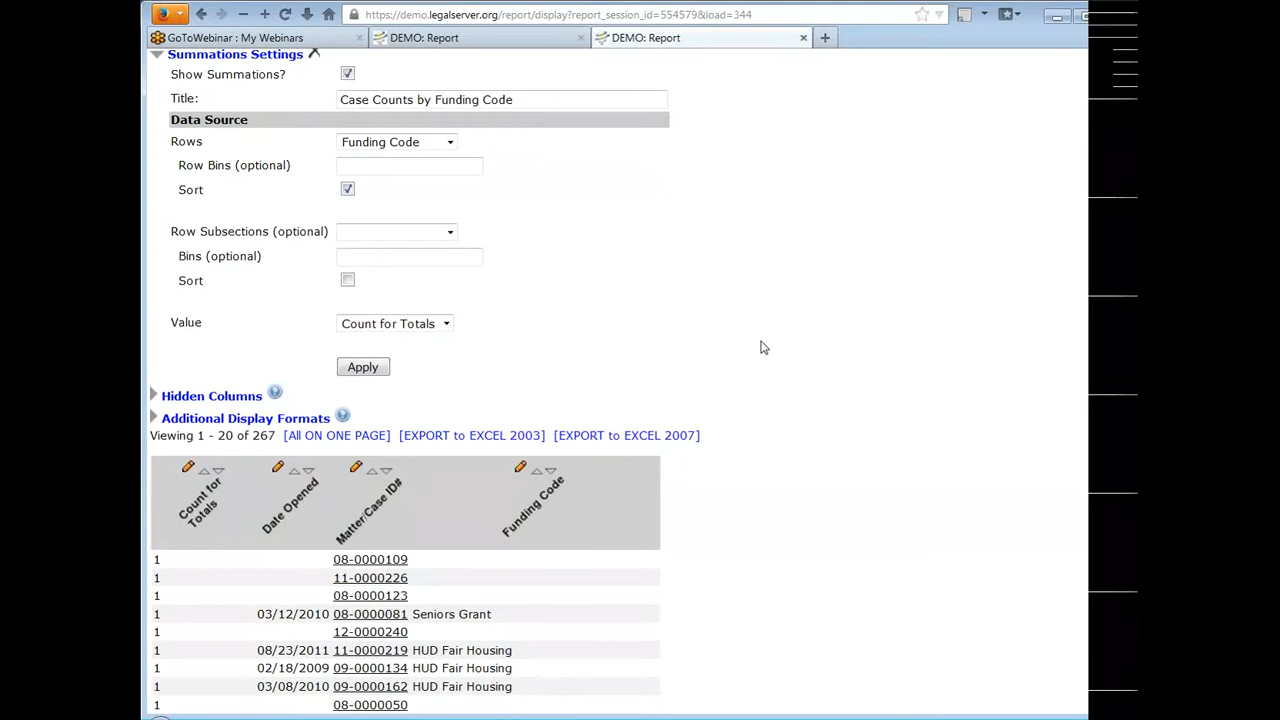 https://demo.legalserver.org/report/display?report_session_id=554579&load=344
GoToWebinar : My Webinars
DEMO: Report
DEMO: Report
Summations Settings
Show Summations?
Title: Case Counts by Funding Code
Data Source
Rows Funding Code
Row Bins (optional)
Sort
Row Subsections (optional)
Bins (optional)
Sort
Value Count for Totals
Apply
Hidden Columns
Additional Display Formats
Viewing 1 - 20 of 267 [All ON ONE PAGE] [EXPORT to EXCEL 2003] [EXPORT to EXCEL 2007]
Count for Totals Date Opened Matter/Case ID# Funding Code
1 08-0000109
1 11-0000226
1 08-0000123
1 03/12/2010 08-0000081 Seniors Grant
1 12-0000240
1 08/23/2011 11-0000219 HUD Fair Housing
1 02/18/2009 09-0000134 HUD Fair Housing
1 03/08/2010 09-0000162 HUD Fair Housing
1 08-0000050